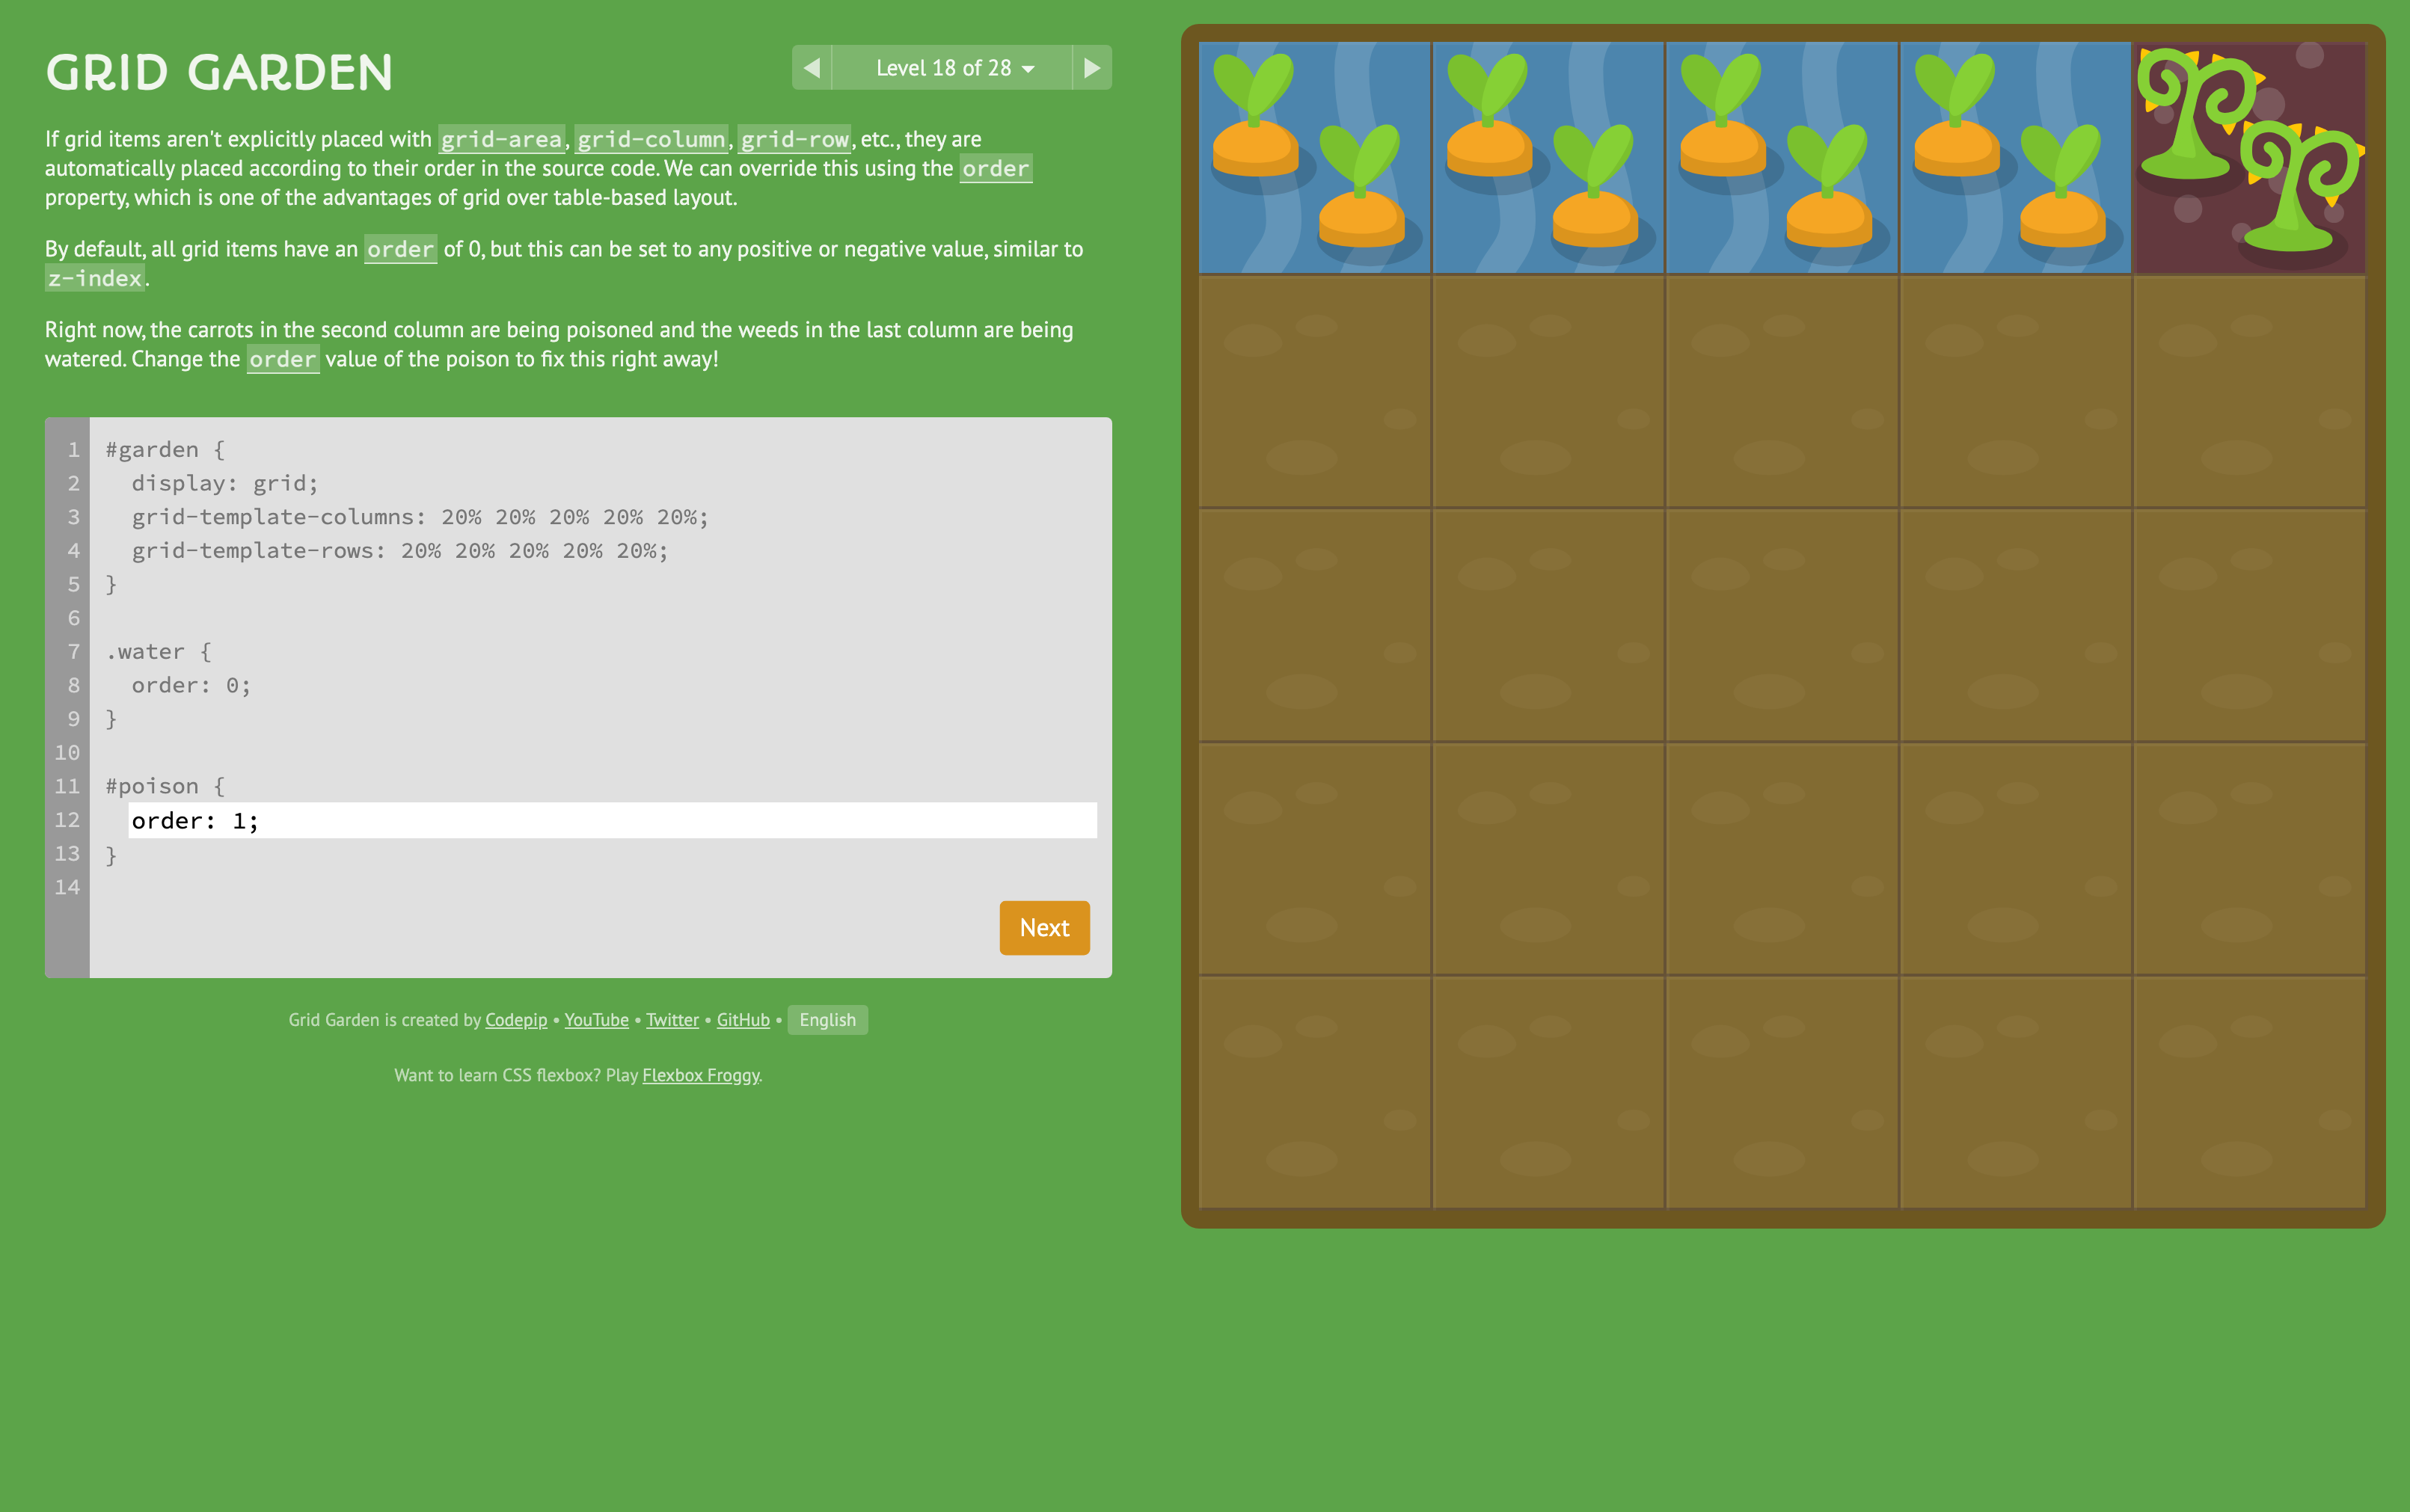 GRID GARDEN
Level 18 of 28
If grid items aren't explicitly placed with grid-area, grid-column, grid-row, etc., they are
automatically placed according to their order in the source code. We can override this using the order
property, which is one of the advantages of grid over table-based layout.
By default, all grid items have an order of 0, but this can be set to any positive or negative value, similar to
z-index.
Right now, the carrots in the second column are being poisoned and the weeds in the last column are being
watered. Change the order value of the poison to fix this right away!
1 #garden {
2   display: grid;
3   grid-template-columns: 20% 20% 20% 20% 20%;
4   grid-template-rows: 20% 20% 20% 20% 20%;
5 }
6
7 .water {
8   order: 0;
9 }
10
11 #poison {
12   order: 1;
13 }
14
Next
Grid Garden is created by Codepip • YouTube • Twitter • GitHub • English
Want to learn CSS flexbox? Play Flexbox Froggy.